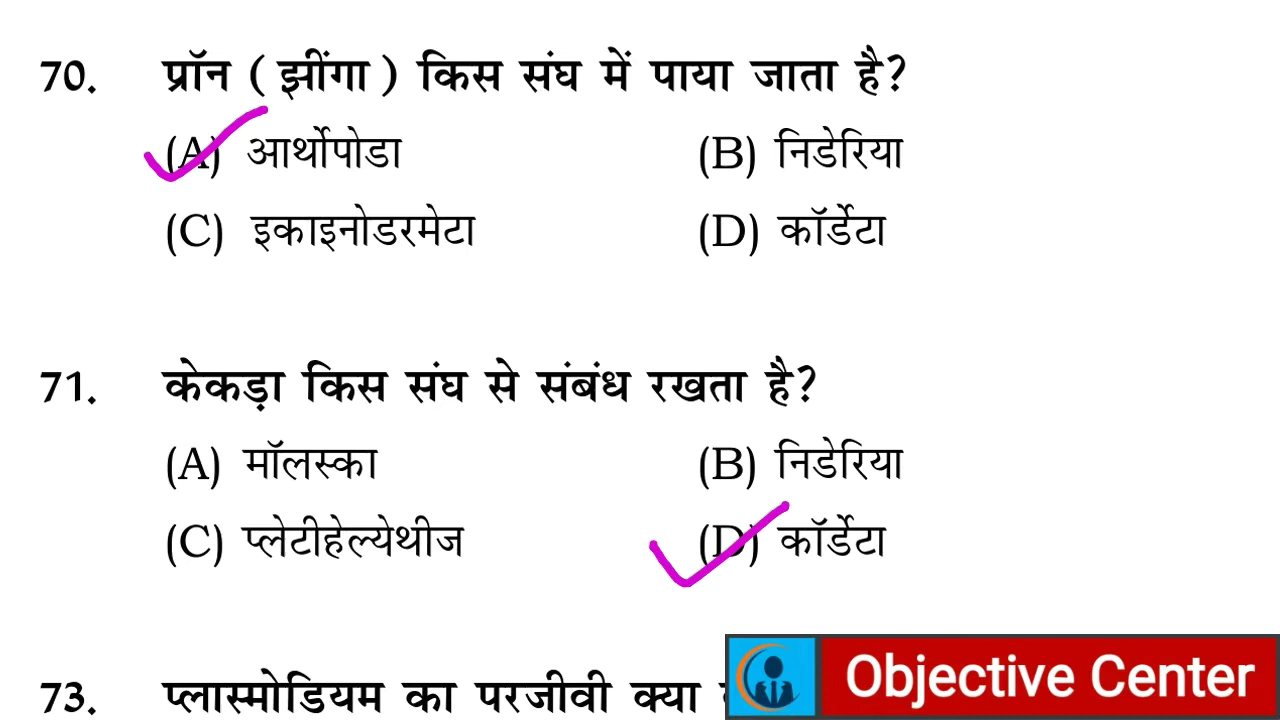 70. प्रॉन ( झींगा ) किस संघ में पाया जाता है?
(A) आर्थोपोडा (B) निडेरिया
(C) इकाइनोडरमेटा (D) कॉर्डेटा
71. केकड़ा किस संघ से संबंध रखता है?
(A) मॉलस्का (B) निडेरिया
(C) प्लेटीहेल्येथीज (D) कॉर्डेटा
73. प्लास्मोडियम का परजीवी क्या
Objective Center